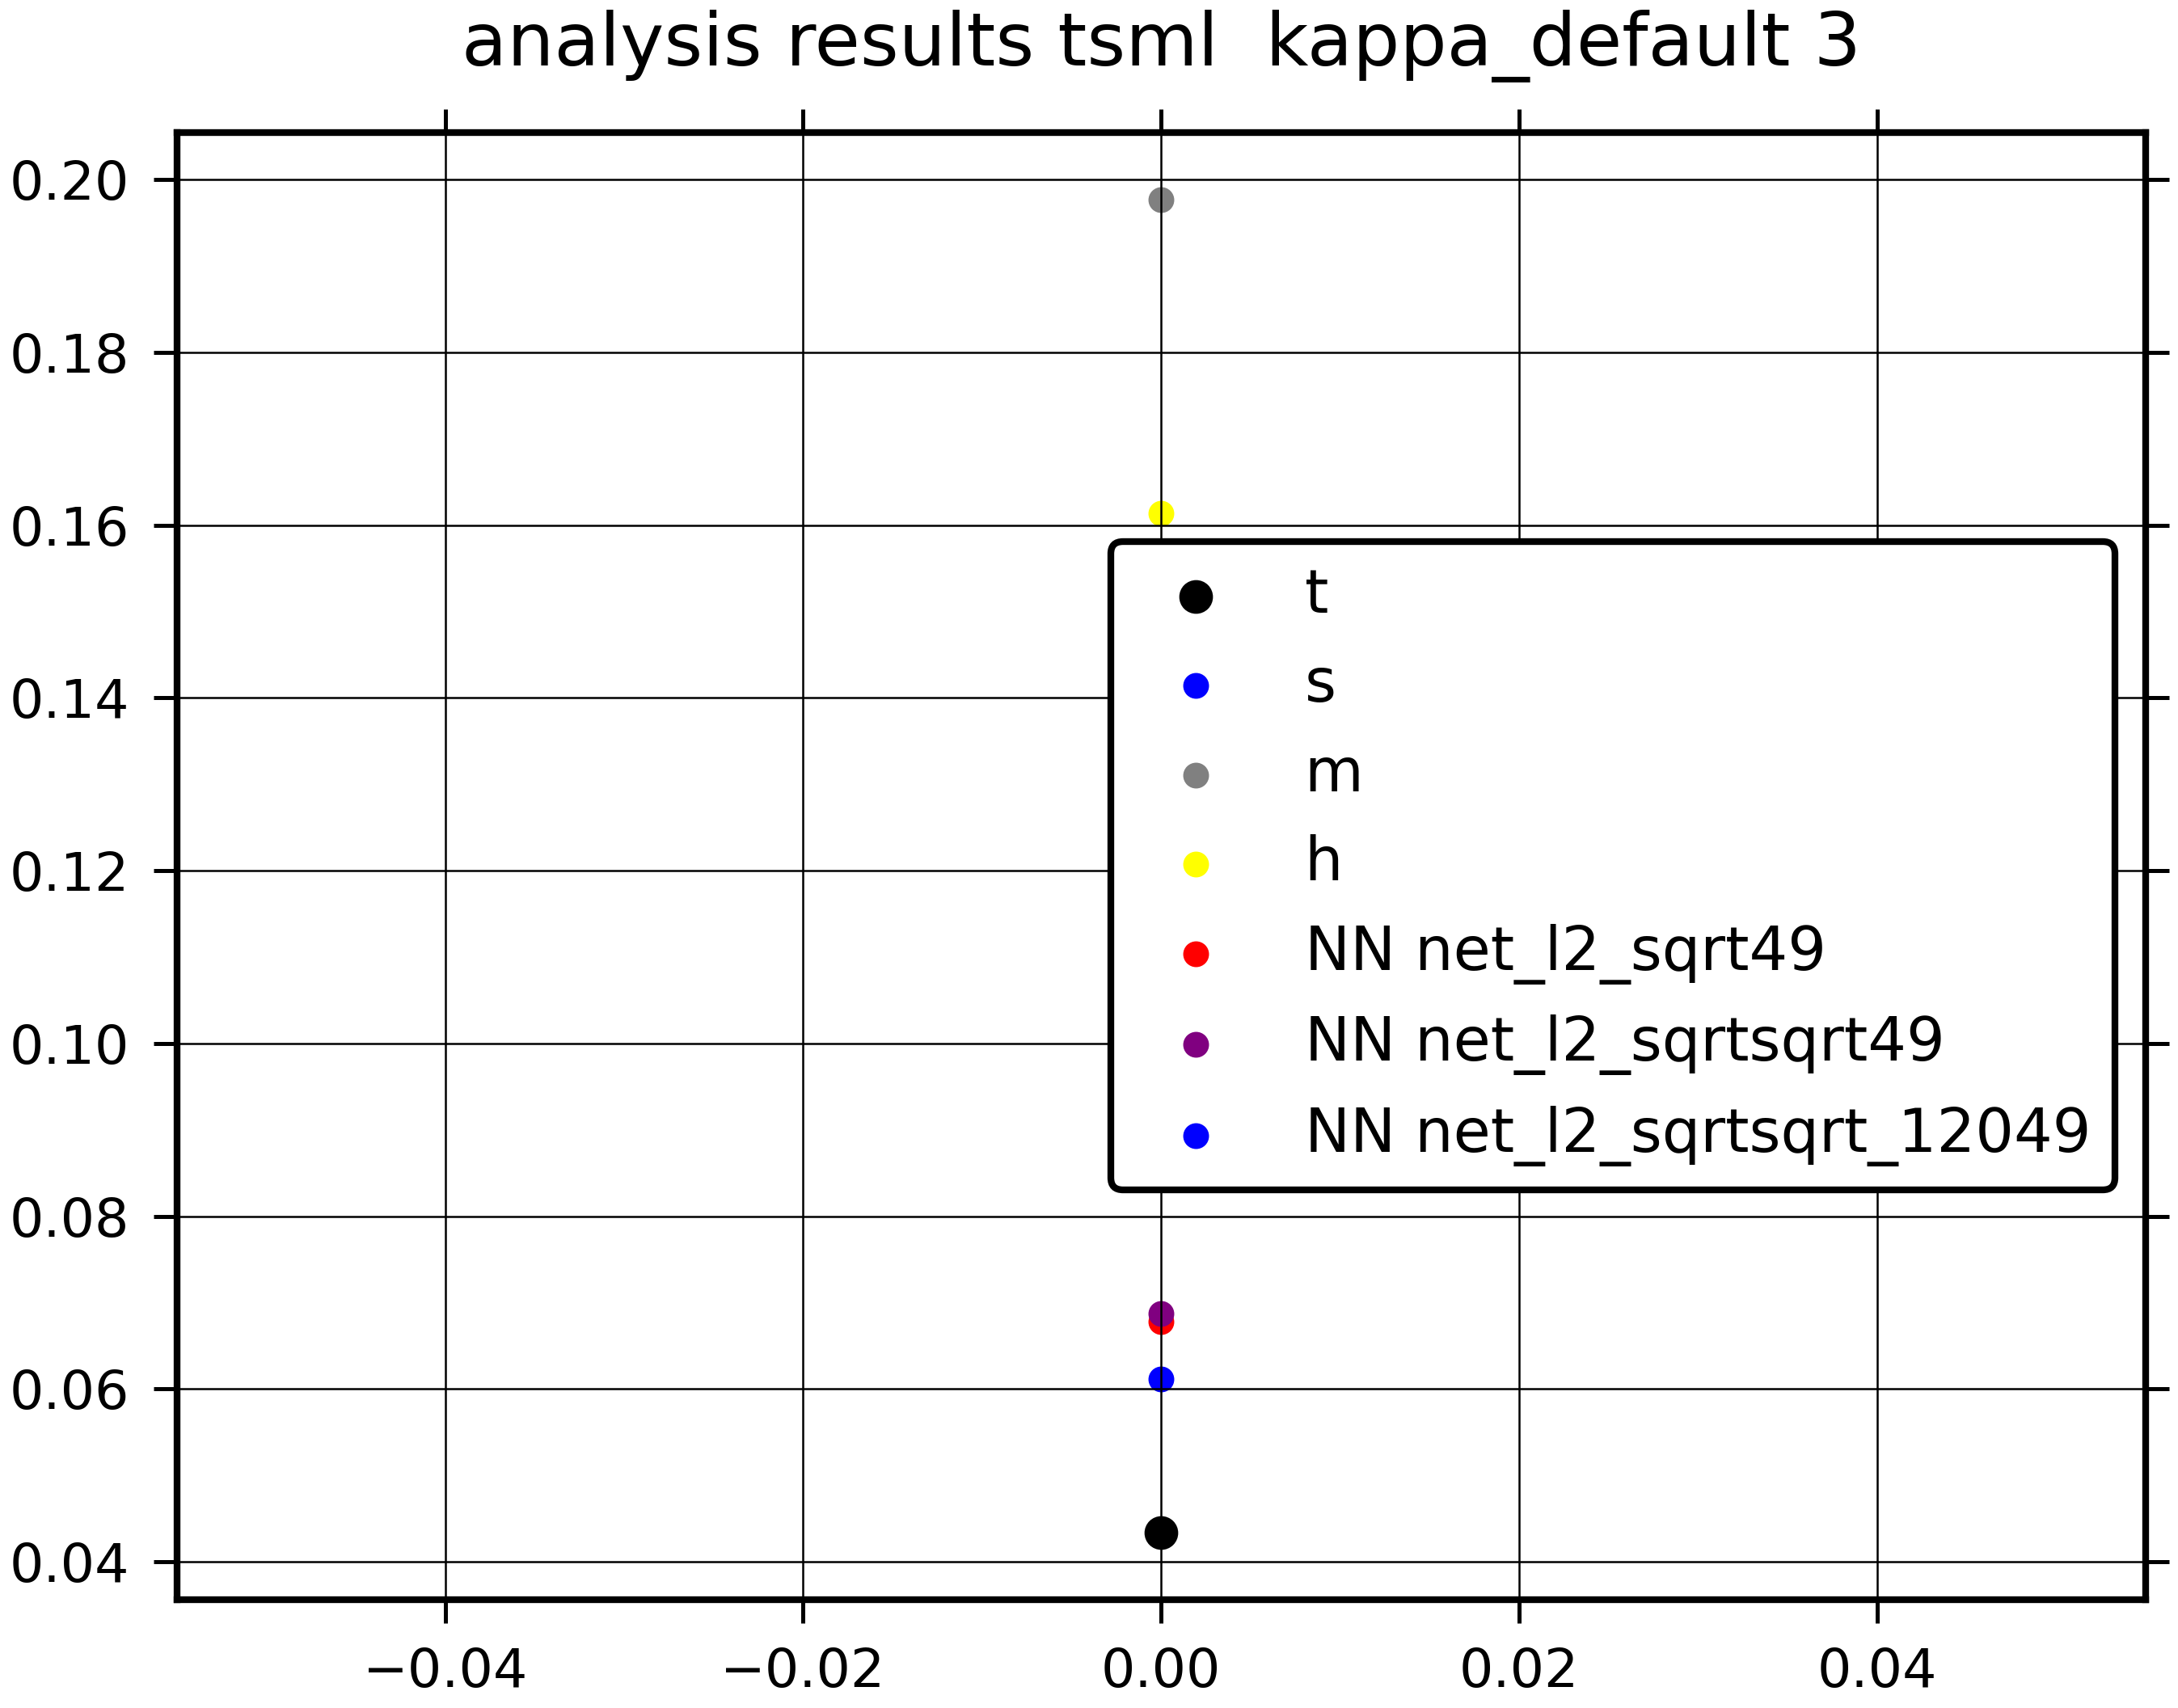 analysis results tsml  kappa_default 3
0.20
0.18
0.16
0.14
0.12
0.10
0.08
0.06
0.04
t
s
m
h
NN net_l2_sqrt49
NN net_l2_sqrtsqrt49
NN net_l2_sqrtsqrt_12049
−0.04
−0.02
0.00
0.02
0.04